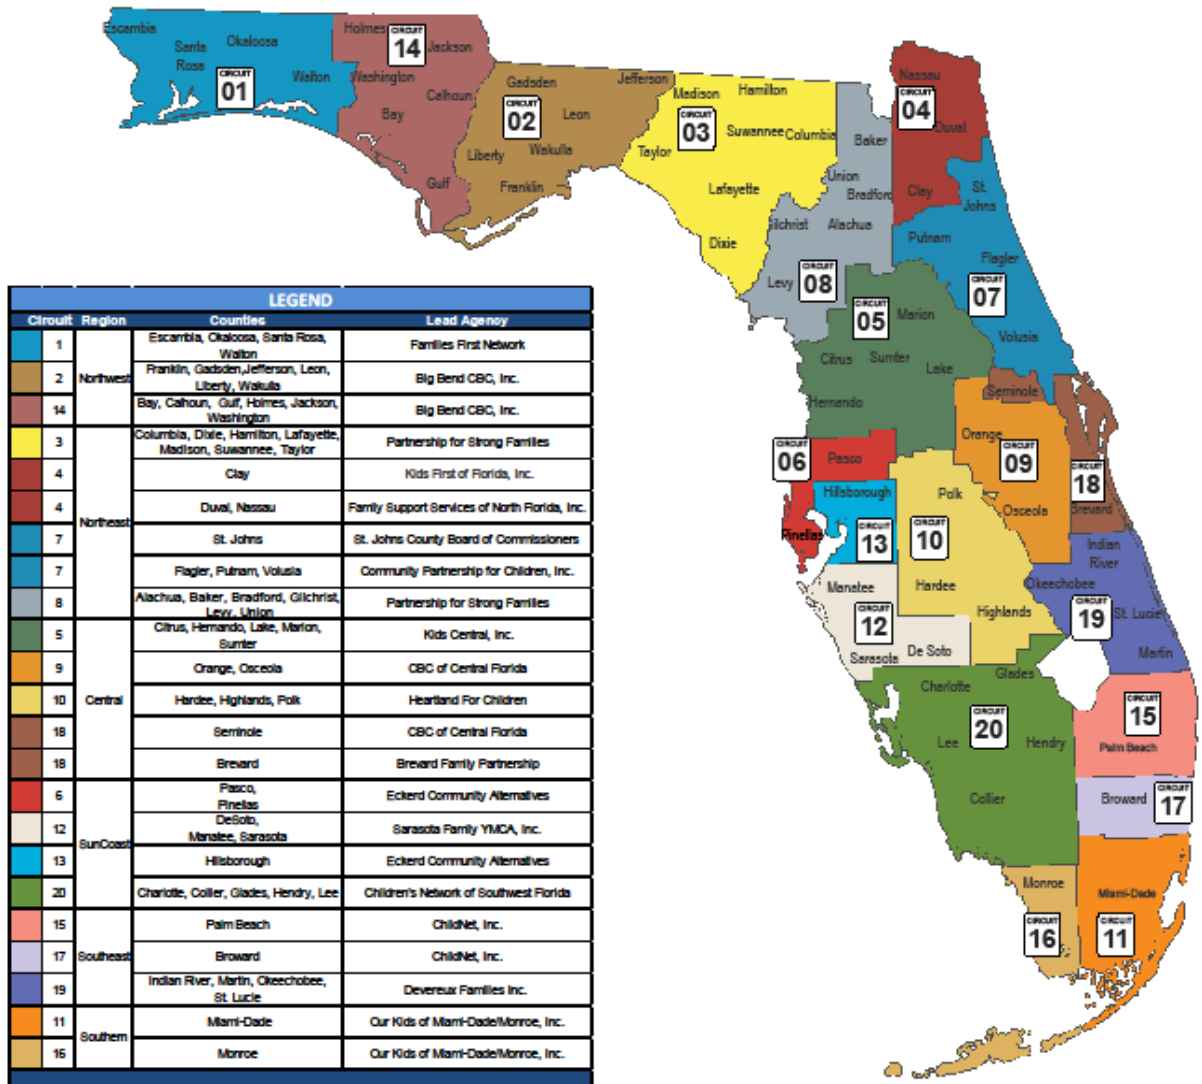 Escambia
Santa
Rosa
Okaloosa
Walton
CIRCUIT
01
Holmes
CIRCUIT
14
Jackson
Washington
Calhoun
Bay
Gulf
Gadsden
Jefferson
CIRCUIT
02
Leon
Liberty
Wakulla
Franklin
Madison
Hamilton
CIRCUIT
03
Suwannee
Columbia
Taylor
Lafayette
Dixie
Nassau
CIRCUIT
04
Duval
Clay
Baker
Union
Bradford
Gilchrist
Alachua
Levy
CIRCUIT
08
St.
Johns
Putnam
Flagler
CIRCUIT
07
Volusia
CIRCUIT
05
Marion
Citrus
Sumter
Lake
Hernando
Seminole
Orange
CIRCUIT
09
Osceola
CIRCUIT
18
Brevard
CIRCUIT
06
Pasco
Pinellas
Hillsborough
CIRCUIT
13
Polk
CIRCUIT
10
Hardee
Highlands
Manatee
CIRCUIT
12
Sarasota
De Soto
Indian
River
Okeechobee
CIRCUIT
19
St. Lucie
Martin
Glades
Charlotte
CIRCUIT
20
Lee
Hendry
Collier
CIRCUIT
15
Palm Beach
Broward
CIRCUIT
17
Monroe
CIRCUIT
16
Miami-Dade
CIRCUIT
11
LEGEND
Circuit Region Counties Lead Agency
1 Escambia, Okaloosa, Santa Rosa,
Walton Families First Network
Northwest
2 Franklin, Gadsden,Jefferson, Leon,
Liberty, Wakulla Big Bend CBC, Inc.
14 Bay, Calhoun, Gulf, Holmes, Jackson,
Washington Big Bend CBC, Inc.
3 Columbia, Dixie, Hamilton, Lafayette,
Madison, Suwannee, Taylor Partnership for Strong Families
4 Clay Kids First of Florida, Inc.
4 Duval, Nassau Family Support Services of North Florida, Inc.
Northeast
7 St. Johns St. Johns County Board of Commissioners
7 Flagler, Putnam, Volusia Community Partnership for Children, Inc.
8 Alachua, Baker, Bradford, Gilchrist,
Levy, Union Partnership for Strong Families
5 Citrus, Hernando, Lake, Marion,
Sumter Kids Central, Inc.
9 Orange, Osceola CBC of Central Florida
10 Central Hardee, Highlands, Polk Heartland For Children
18 Seminole CBC of Central Florida
18 Brevard Brevard Family Partnership
6 Pasco,
Pinellas Eckerd Community Alternatives
12 DeSoto,
Manatee, Sarasota Sarasota Family YMCA, Inc.
SunCoast
13 Hillsborough Eckerd Community Alternatives
20 Charlotte, Collier, Glades, Hendry, Lee Children's Network of Southwest Florida
15 Palm Beach ChildNet, Inc.
17 Southeast Broward ChildNet, Inc.
19 Indian River, Martin, Okeechobee,
St. Lucie Devereux Families Inc.
11 Miami-Dade Our Kids of Miami-Dade/Monroe, Inc.
Southern
16 Monroe Our Kids of Miami-Dade/Monroe, Inc.